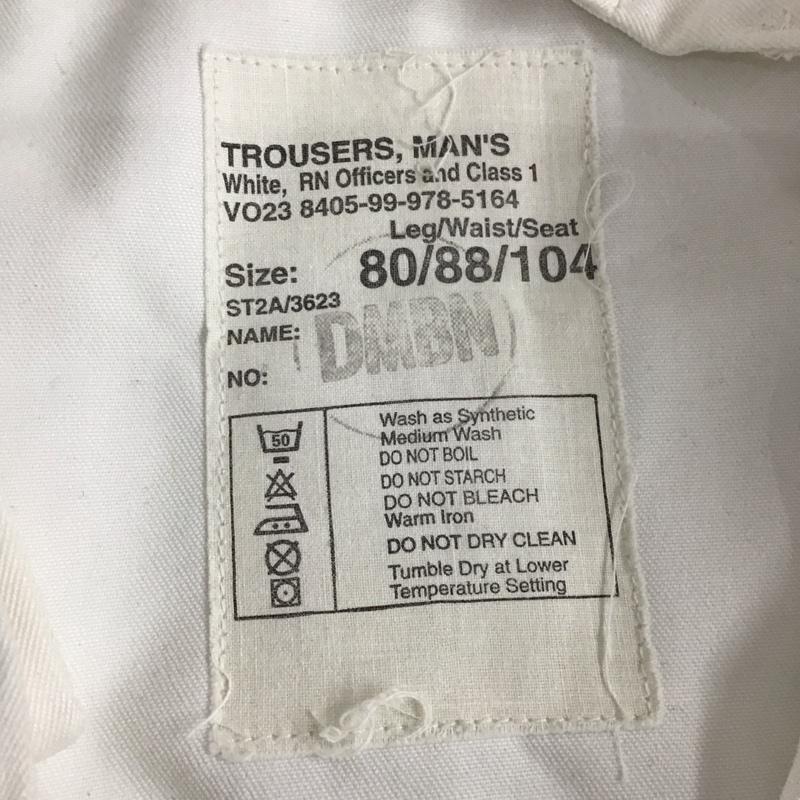 TROUSERS, MAN'S
White, RN Officers and Class 1
VO23 8405-99-978-5164
Leg/Waist/Seat
Size: 80/88/104
ST2A/3623
NAME:
DMBN
NO:
50
Wash as Synthetic
Medium Wash
DO NOT BOIL
DO NOT STARCH
DO NOT BLEACH
Warm Iron
DO NOT DRY CLEAN
Tumble Dry at Lower
Temperature Setting